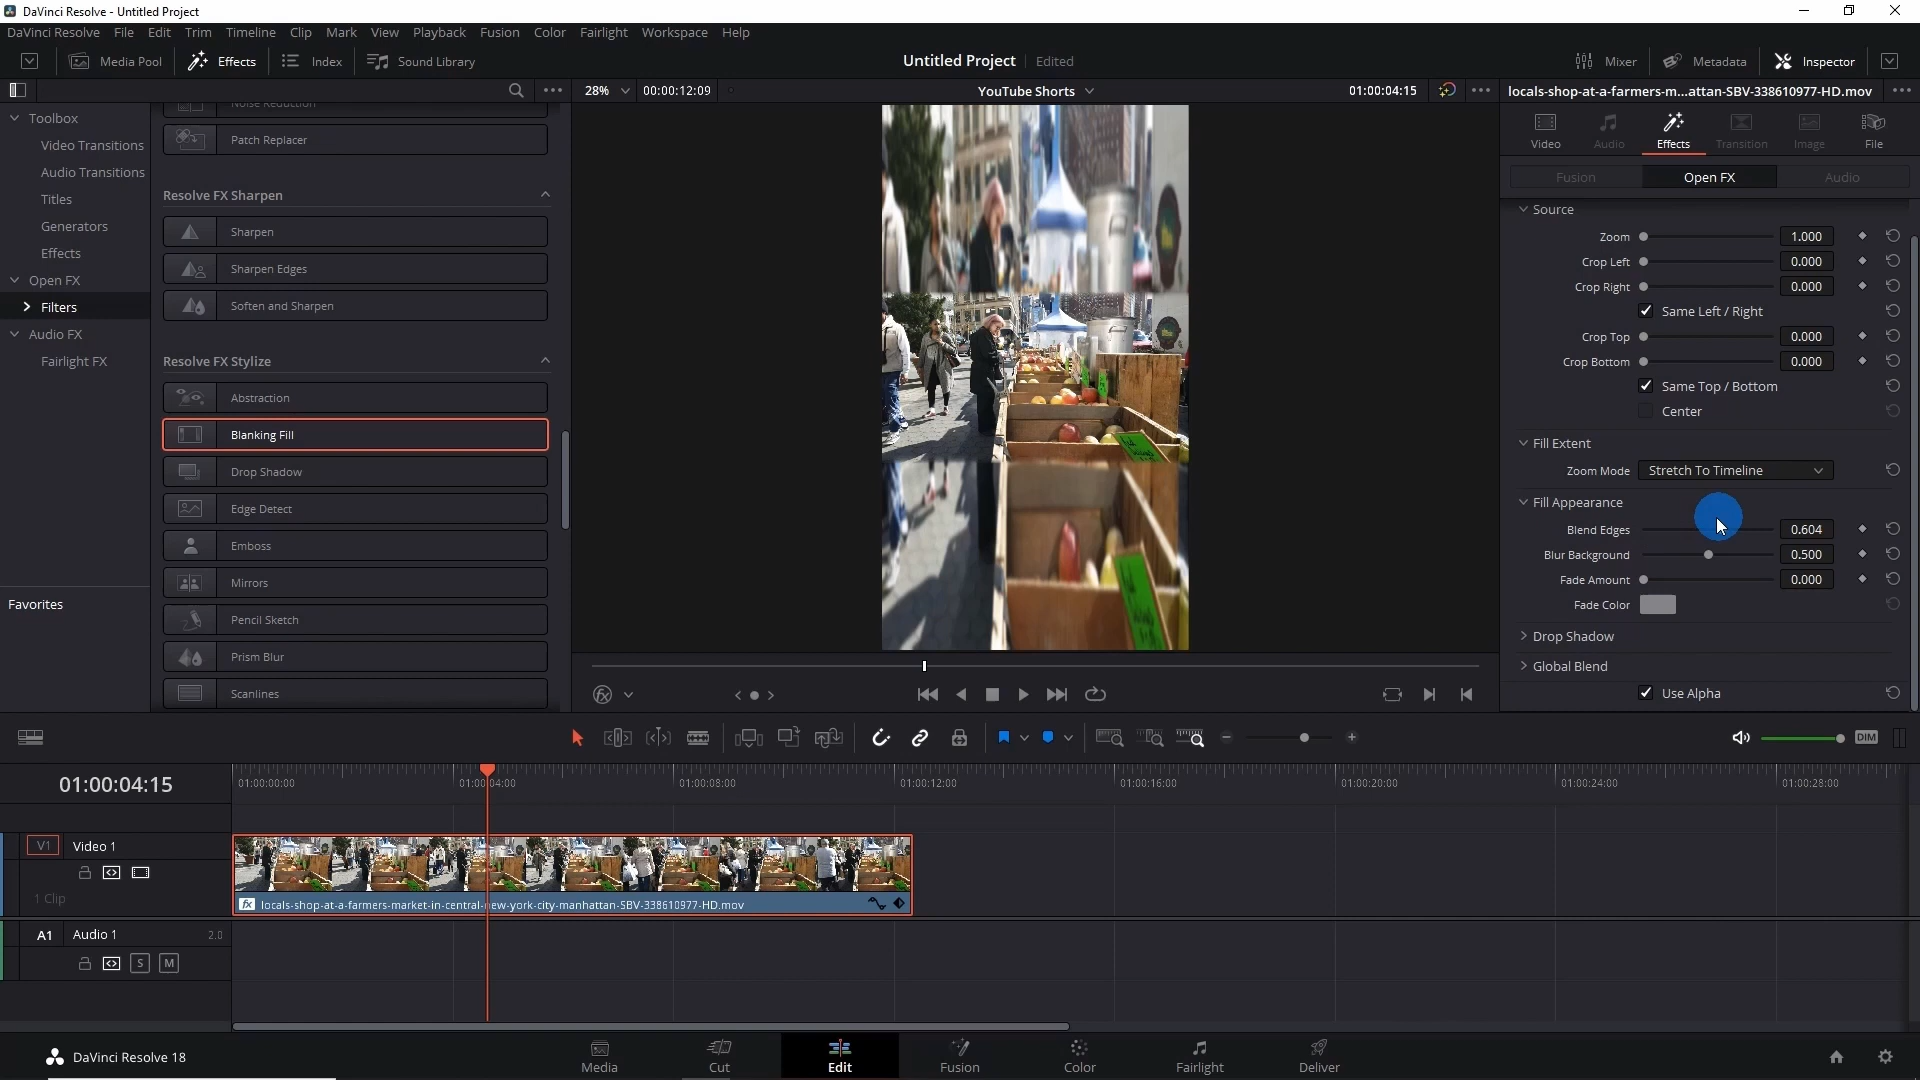 DaVinci Resolve - Untitled Project
DaVinci Resolve File Edit Trim Timeline Clip Mark View Playback Fusion Color Fairlight Workspace Help
Media Pool Effects Index Sound Library Untitled Project Edited Mixer Metadata Inspector
28% 00:00:12:09 YouTube Shorts 01:00:04:15 locals-shop-at-a-farmers-m...attan-SBV-338610977-HD.mov
Toolbox
Video Transitions
Audio Transitions
Titles
Generators
Effects
Open FX
Filters
Audio FX
Fairlight FX
Favorites
Noise Reduction
Patch Replacer
Resolve FX Sharpen
Sharpen
Sharpen Edges
Soften and Sharpen
Resolve FX Stylize
Abstraction
Blanking Fill
Drop Shadow
Edge Detect
Emboss
Mirrors
Pencil Sketch
Prism Blur
Scanlines
Video Audio Effects Transition Image File
Fusion Open FX Audio
Source
Zoom 1.000
Crop Left 0.000
Crop Right 0.000
Same Left / Right
Crop Top 0.000
Crop Bottom 0.000
Same Top / Bottom
Center
Fill Extent
Zoom Mode Stretch To Timeline
Fill Appearance
Blend Edges 0.604
Blur Background 0.500
Fade Amount 0.000
Fade Color
Drop Shadow
Global Blend
Use Alpha
DIM
01:00:04:15
01:00:00:00 01:00:04:00 01:00:08:00 01:00:12:00 01:00:16:00 01:00:20:00 01:00:24:00 01:00:28:00
V1 Video 1
1 Clip
fx locals-shop-at-a-farmers-market-in-central-new-york-city-manhattan-SBV-338610977-HD.mov
A1 Audio 1 2.0
S M
DaVinci Resolve 18 Media Cut Edit Fusion Color Fairlight Deliver